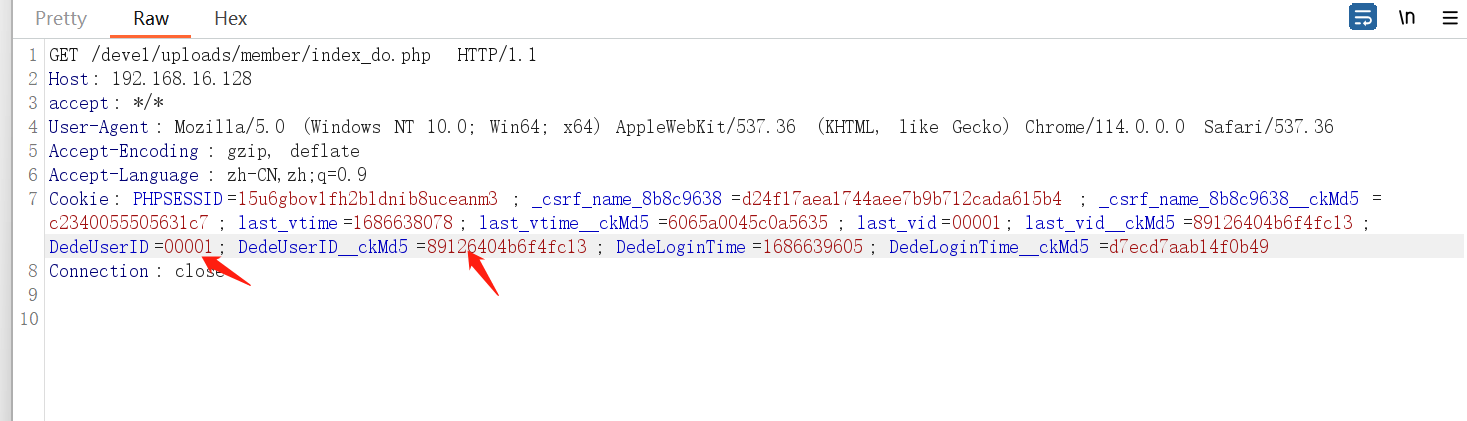 Pretty Raw Hex \n
1 GET /devel/uploads/member/index_do.php HTTP/1.1
2 Host: 192.168.16.128
3 accept: */*
4 User-Agent: Mozilla/5.0 (Windows NT 10.0; Win64; x64) AppleWebKit/537.36 (KHTML, like Gecko) Chrome/114.0.0.0 Safari/537.36
5 Accept-Encoding: gzip, deflate
6 Accept-Language: zh-CN,zh;q=0.9
7 Cookie: PHPSESSID=15u6gbovlfh2bldnib8uceanm3 ; _csrf_name_8b8c9638 =d24f17aea1744aee7b9b712cada615b4 ; _csrf_name_8b8c9638__ckMd5 =
c2340055505631c7 ; last_vtime=1686638078 ; last_vtime__ckMd5 =6065a0045c0a5635 ; last_vid=00001; last_vid__ckMd5 =89126404b6f4fc13 ;
DedeUserID=00001; DedeUserID__ckMd5 =89126404b6f4fc13 ; DedeLoginTime =1686639605; DedeLoginTime__ckMd5 =d7ecd7aab14f0b49
8 Connection: close
9
10